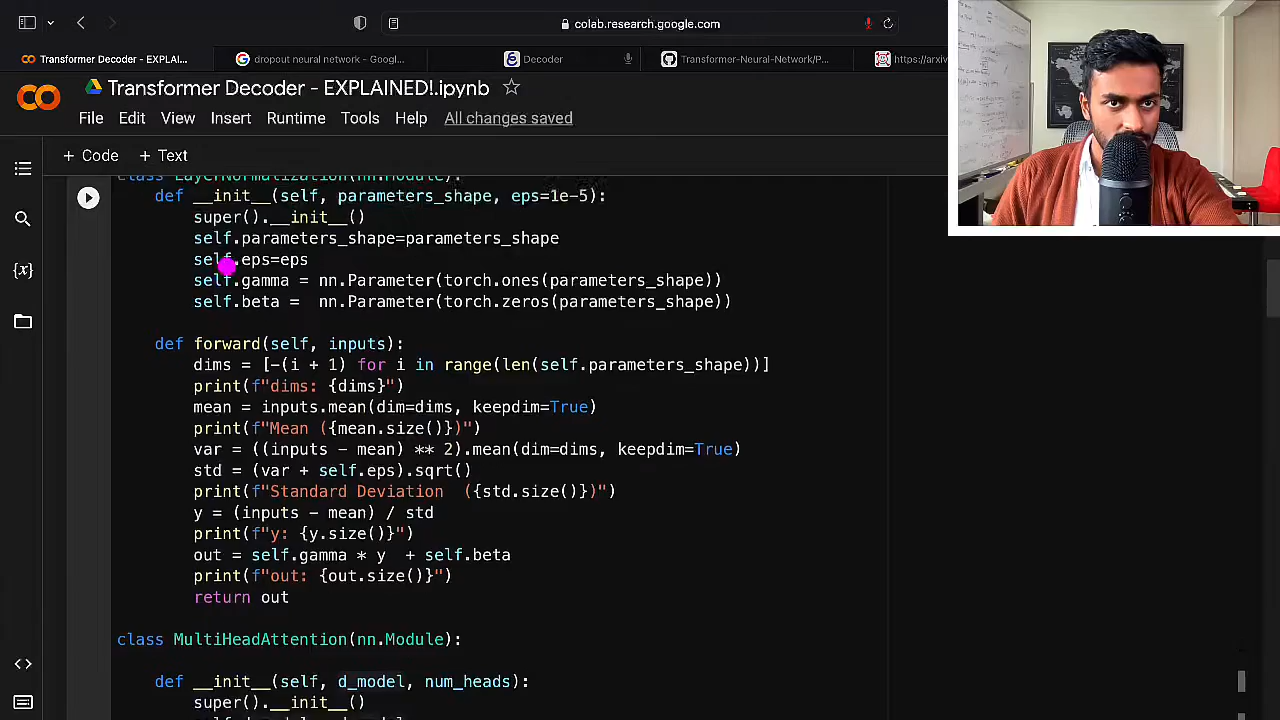 colab.research.google.com
Transformer Decoder - EXPLAI...
dropout neural network - Googl...
Decoder
Transformer-Neural-Network/P...
https://arxiv
Transformer Decoder - EXPLAINED!.ipynb
File Edit View Insert Runtime Tools Help All changes saved
+ Code + Text
class LayerNormalization(nn.Module):
def __init__(self, parameters_shape, eps=1e-5):
super().__init__()
self.parameters_shape=parameters_shape
self.eps=eps
self.gamma = nn.Parameter(torch.ones(parameters_shape))
self.beta = nn.Parameter(torch.zeros(parameters_shape))
def forward(self, inputs):
dims = [-(i + 1) for i in range(len(self.parameters_shape))]
print(f"dims: {dims}")
mean = inputs.mean(dim=dims, keepdim=True)
print(f"Mean ({mean.size()})")
var = ((inputs - mean) ** 2).mean(dim=dims, keepdim=True)
std = (var + self.eps).sqrt()
print(f"Standard Deviation ({std.size()})")
y = (inputs - mean) / std
print(f"y: {y.size()}")
out = self.gamma * y + self.beta
print(f"out: {out.size()}")
return out
class MultiHeadAttention(nn.Module):
def __init__(self, d_model, num_heads):
super().__init__()